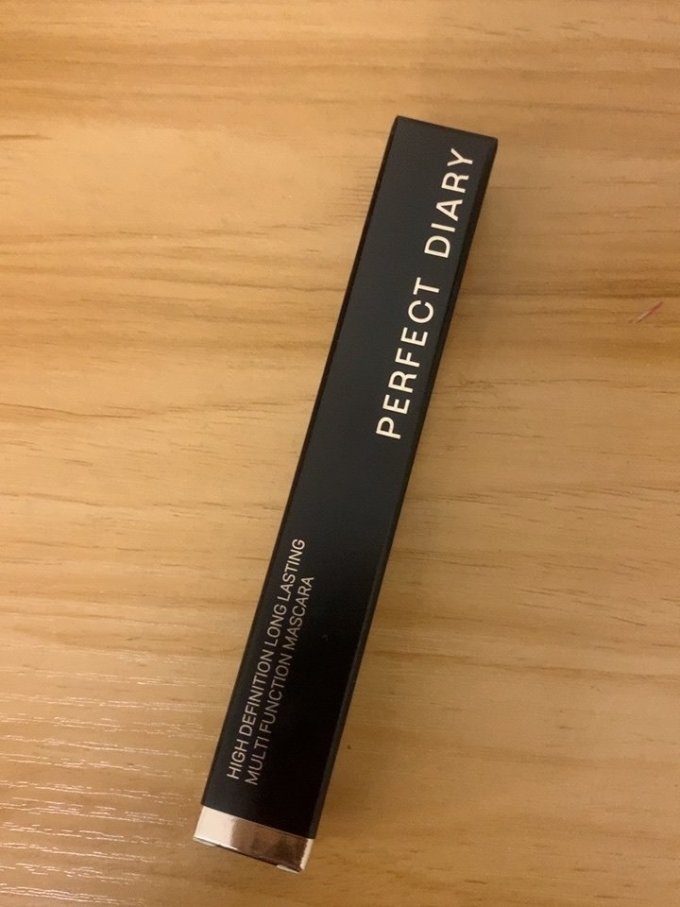 PERFECT DIARY
HIGH DEFINITION LONG LASTING
MULTI FUNCTION MASCARA